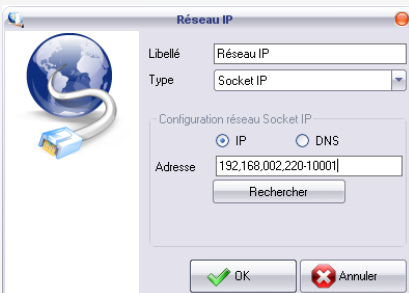 Réseau IP
Libellé Réseau IP
Type Socket IP
Configuration réseau Socket IP
IP DNS
Adresse 192,168,002,220-10001
Rechercher
OK Annuler